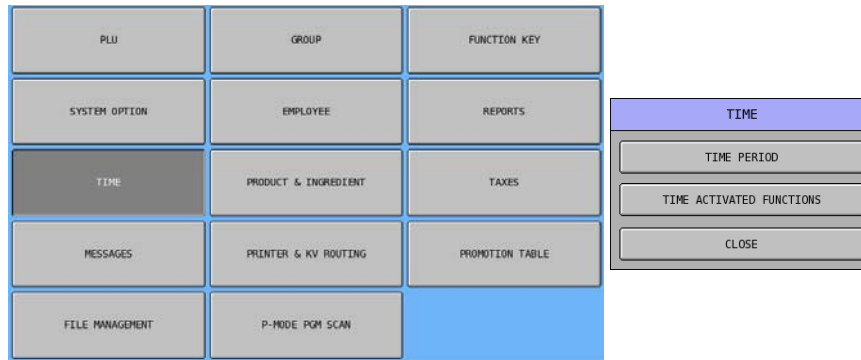 PLU
GROUP
FUNCTION KEY
SYSTEM OPTION
EMPLOYEE
REPORTS
TIME
PRODUCT & INGREDIENT
TAXES
MESSAGES
PRINTER & KV ROUTING
PROMOTION TABLE
FILE MANAGEMENT
P-MODE PGM SCAN
TIME
TIME PERIOD
TIME ACTIVATED FUNCTIONS
CLOSE